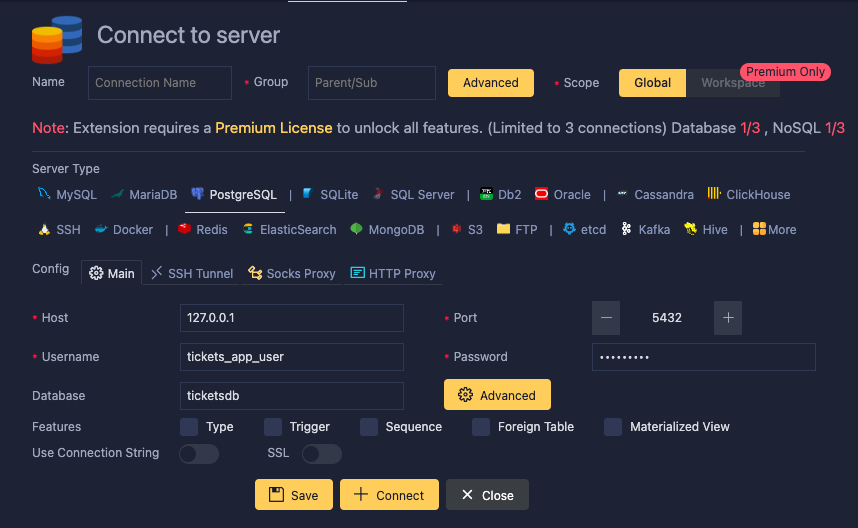 Connect to server
Name Connection Name * Group Parent/Sub Advanced * Scope Global Workspace Premium Only
Note: Extension requires a Premium License to unlock all features. (Limited to 3 connections) Database 1/3 , NoSQL 1/3
Server Type
MySQL MariaDB PostgreSQL | SQLite SQL Server | Db2 Oracle | Cassandra ClickHouse
SSH Docker | Redis ElasticSearch MongoDB | S3 FTP | etcd Kafka Hive | More
Config Main SSH Tunnel Socks Proxy HTTP Proxy
* Host 127.0.0.1 * Port 5432
* Username tickets_app_user * Password •••••••••
Database ticketsdb Advanced
Features Type Trigger Sequence Foreign Table Materialized View
Use Connection String SSL
Save Connect Close